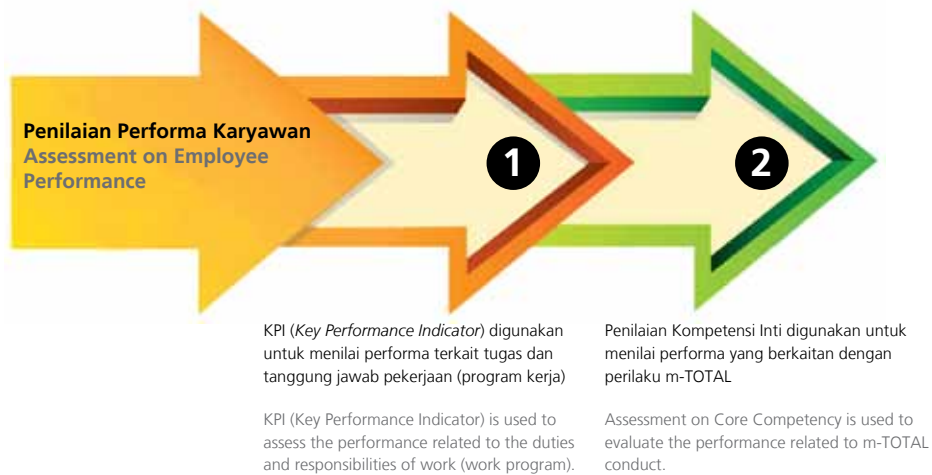 Penilaian Performa Karyawan
Assessment on Employee
Performance
1
2
KPI (Key Performance Indicator) digunakan
untuk menilai performa terkait tugas dan
tanggung jawab pekerjaan (program kerja)
KPI (Key Performance Indicator) is used to
assess the performance related to the duties
and responsibilities of work (work program).
Penilaian Kompetensi Inti digunakan untuk
menilai performa yang berkaitan dengan
perilaku m-TOTAL
Assessment on Core Competency is used to
evaluate the performance related to m-TOTAL
conduct.